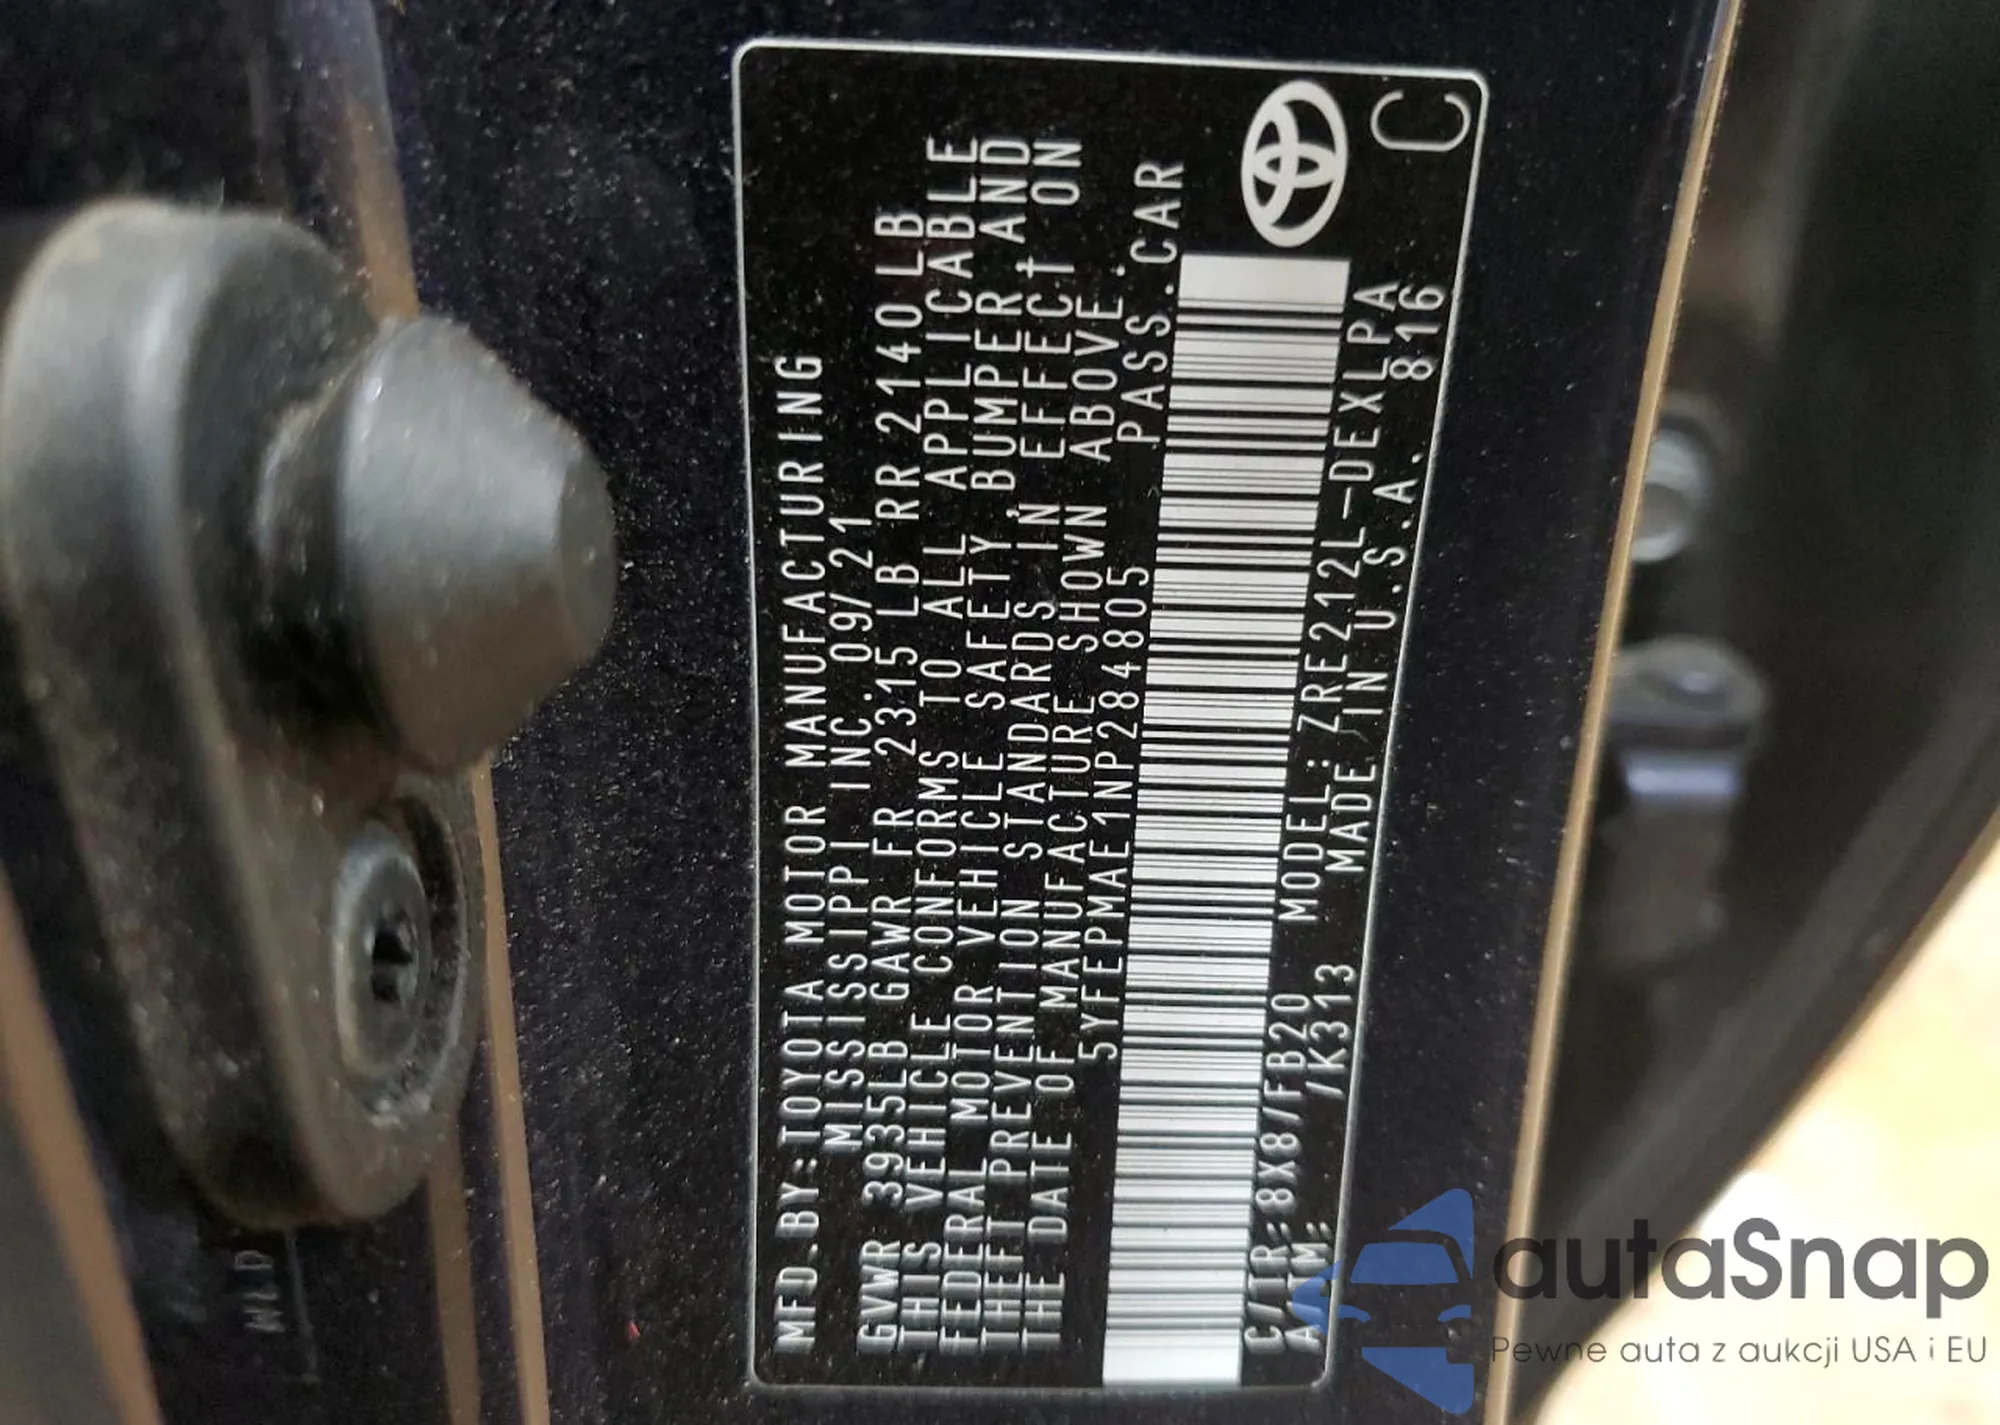 MFD.BY:TOYOTA MOTOR MANUFACTURING
MISSISSIPPI INC. 09/21
GVWR 3935LB GAWR FR 2315 LB RR 2140 LB
THIS VEHICLE CONFORMS TO ALL APPLICABLE
FEDERAL MOTOR VEHICLE SAFETY, BUMPER, AND
THEFT PREVENTION STANDARDS IN EFFECT ON
THE DATE OF MANUFACTURE SHOWN ABOVE.
5YFEPMAE1NP284805 PASS.CAR
C/TR:8X8/FB20 MODEL:ZRE212L-DEXLPA
A/TM: /K313 MADE IN U.S.A. 816
C
autaSnap
Pewne auta z aukcji USA i EU